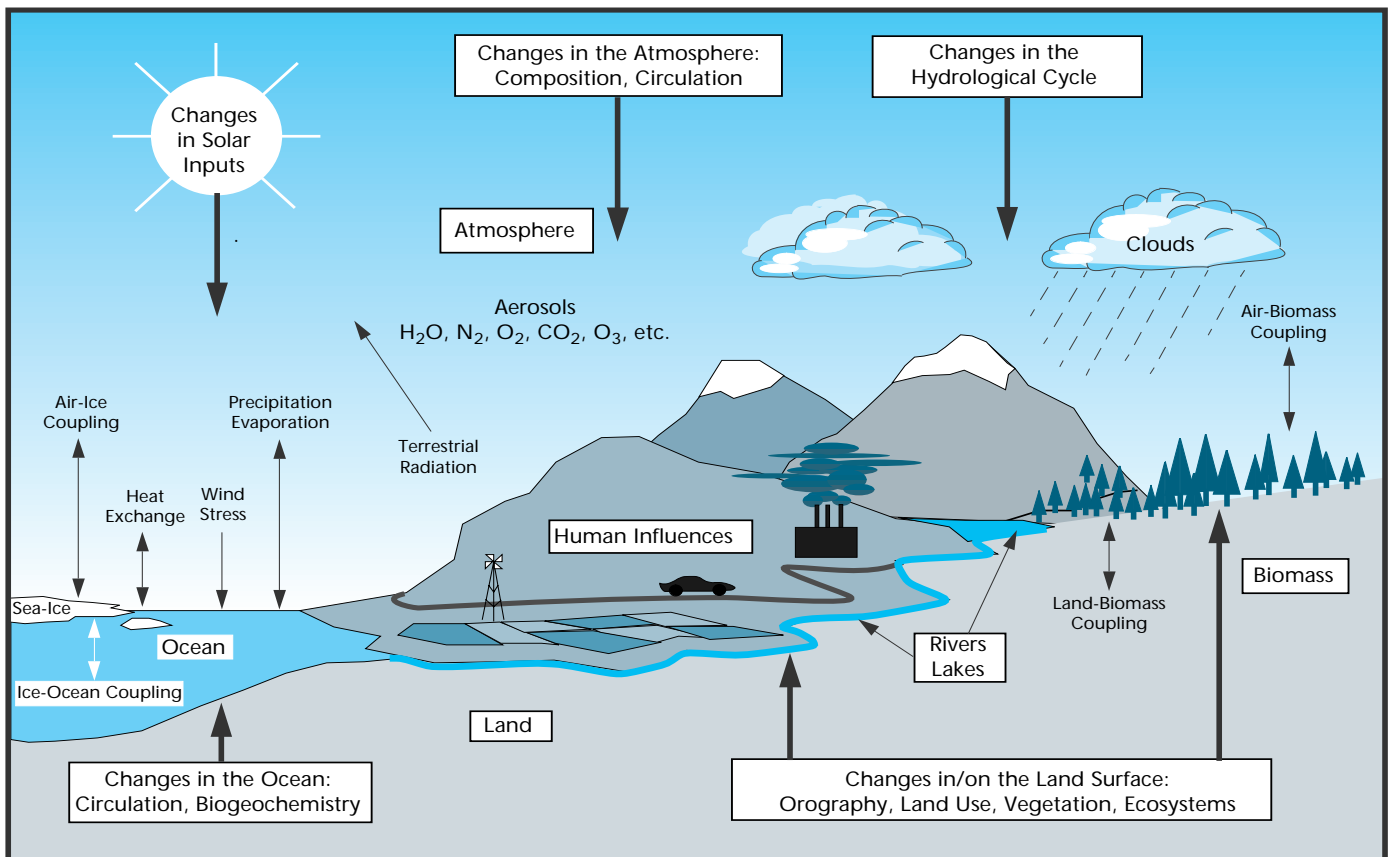 Changes in the Atmosphere:
Composition, Circulation
Changes in the
Hydrological Cycle
Changes
in Solar
Inputs
Atmosphere
Clouds
Aerosols
H₂O, N₂, O₂, CO₂, O₃, etc.
Air-Biomass
Coupling
Air-Ice
Coupling
Precipitation
Evaporation
Terrestrial
Radiation
Heat
Exchange
Wind
Stress
Human Influences
Sea-Ice
Ocean
Ice-Ocean Coupling
Land-Biomass
Coupling
Biomass
Rivers
Lakes
Land
Changes in the Ocean:
Circulation, Biogeochemistry
Changes in/on the Land Surface:
Orography, Land Use, Vegetation, Ecosystems